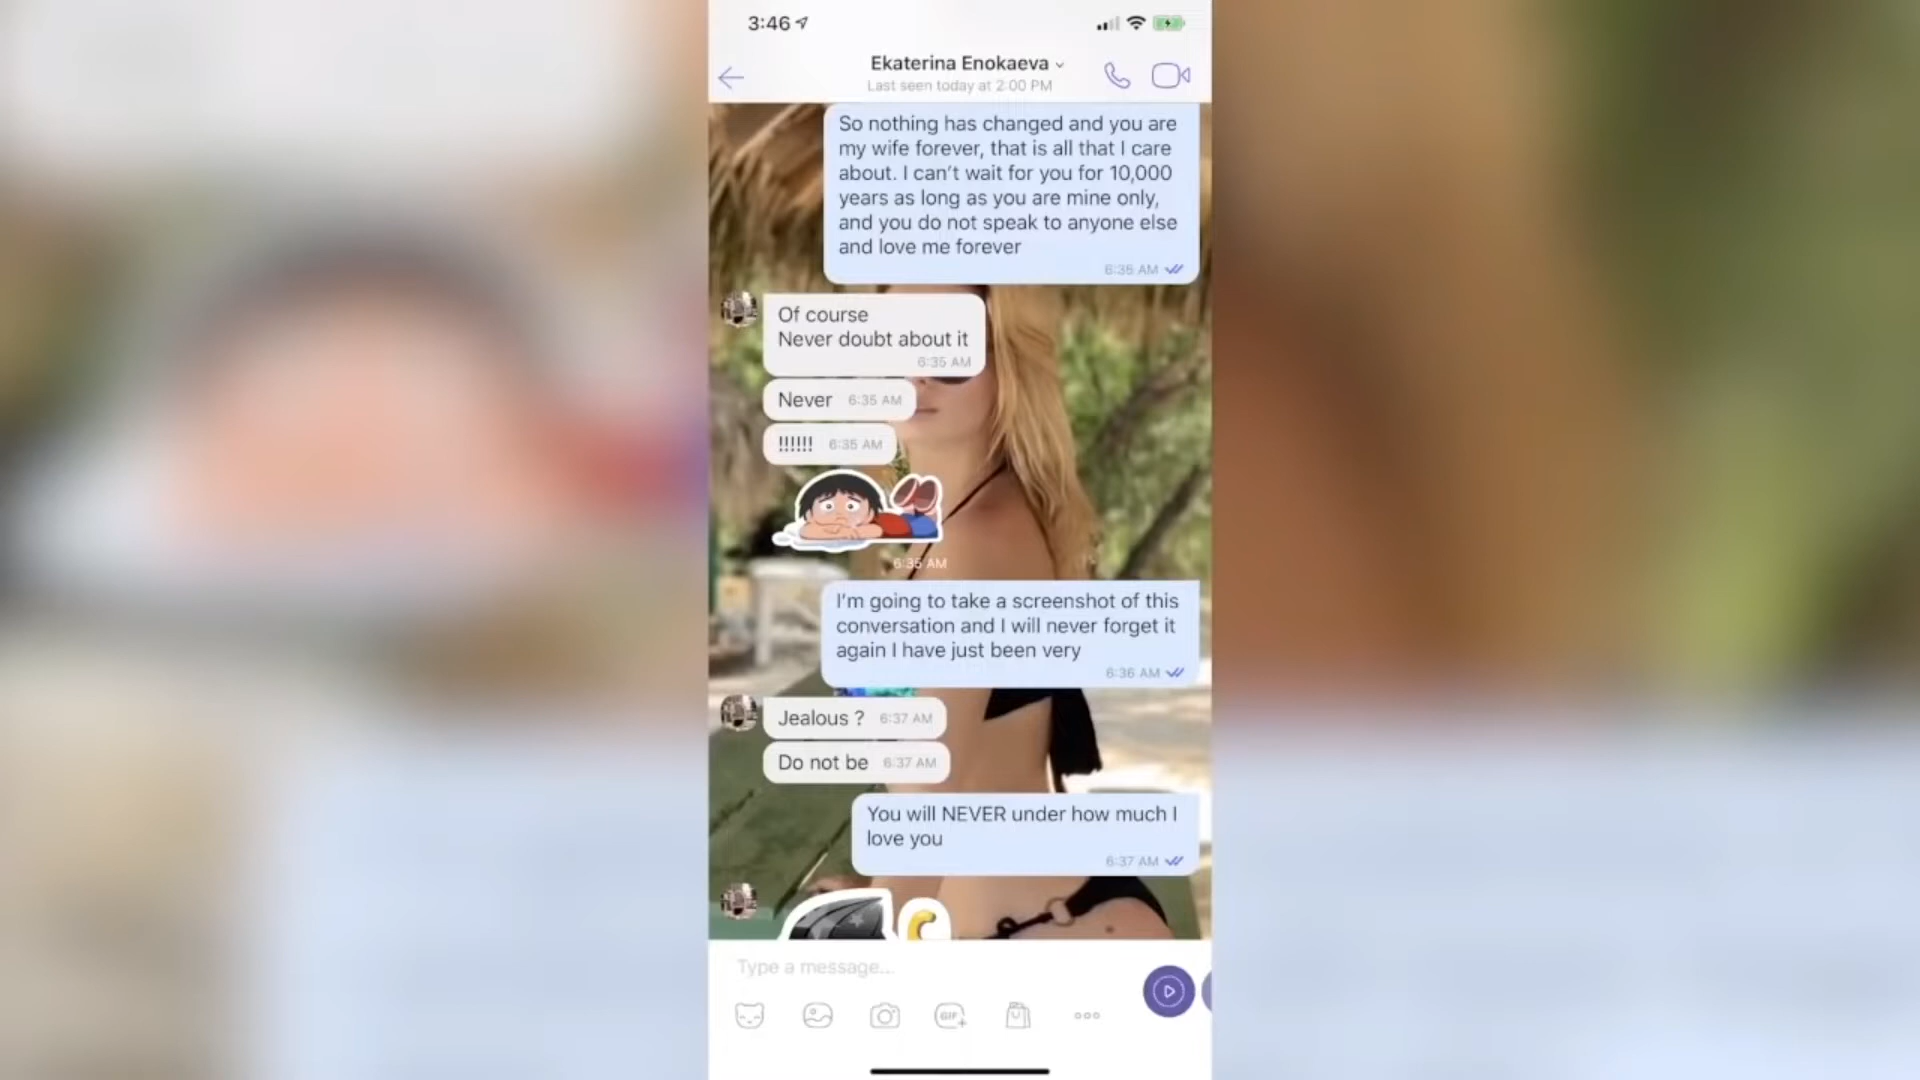 3:46
Ekaterina Enokaeva
Last seen today at 2:00 PM
So nothing has changed and you are
my wife forever, that is all that I care
about. I can't wait for you for 10,000
years as long as you are mine only,
and you do not speak to anyone else
and love me forever
6:35 AM
Of course
Never doubt about it
6:35 AM
Never 6:35 AM
!!!!!! 6:35 AM
6:35 AM
I'm going to take a screenshot of this
conversation and I will never forget it
again I have just been very
6:36 AM
Jealous ? 6:37 AM
Do not be 6:37 AM
You will NEVER under how much I
love you
6:37 AM
Type a message...
GIF